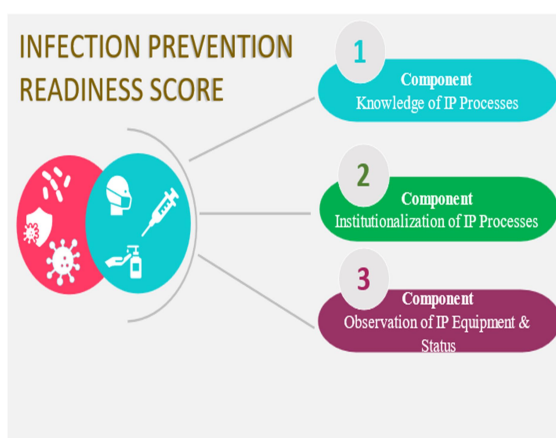 INFECTION PREVENTION
READINESS SCORE
1
Component
Knowledge of IP Processes
2
Component
Institutionalization of IP Processes
3
Component
Observation of IP Equipment &
Status